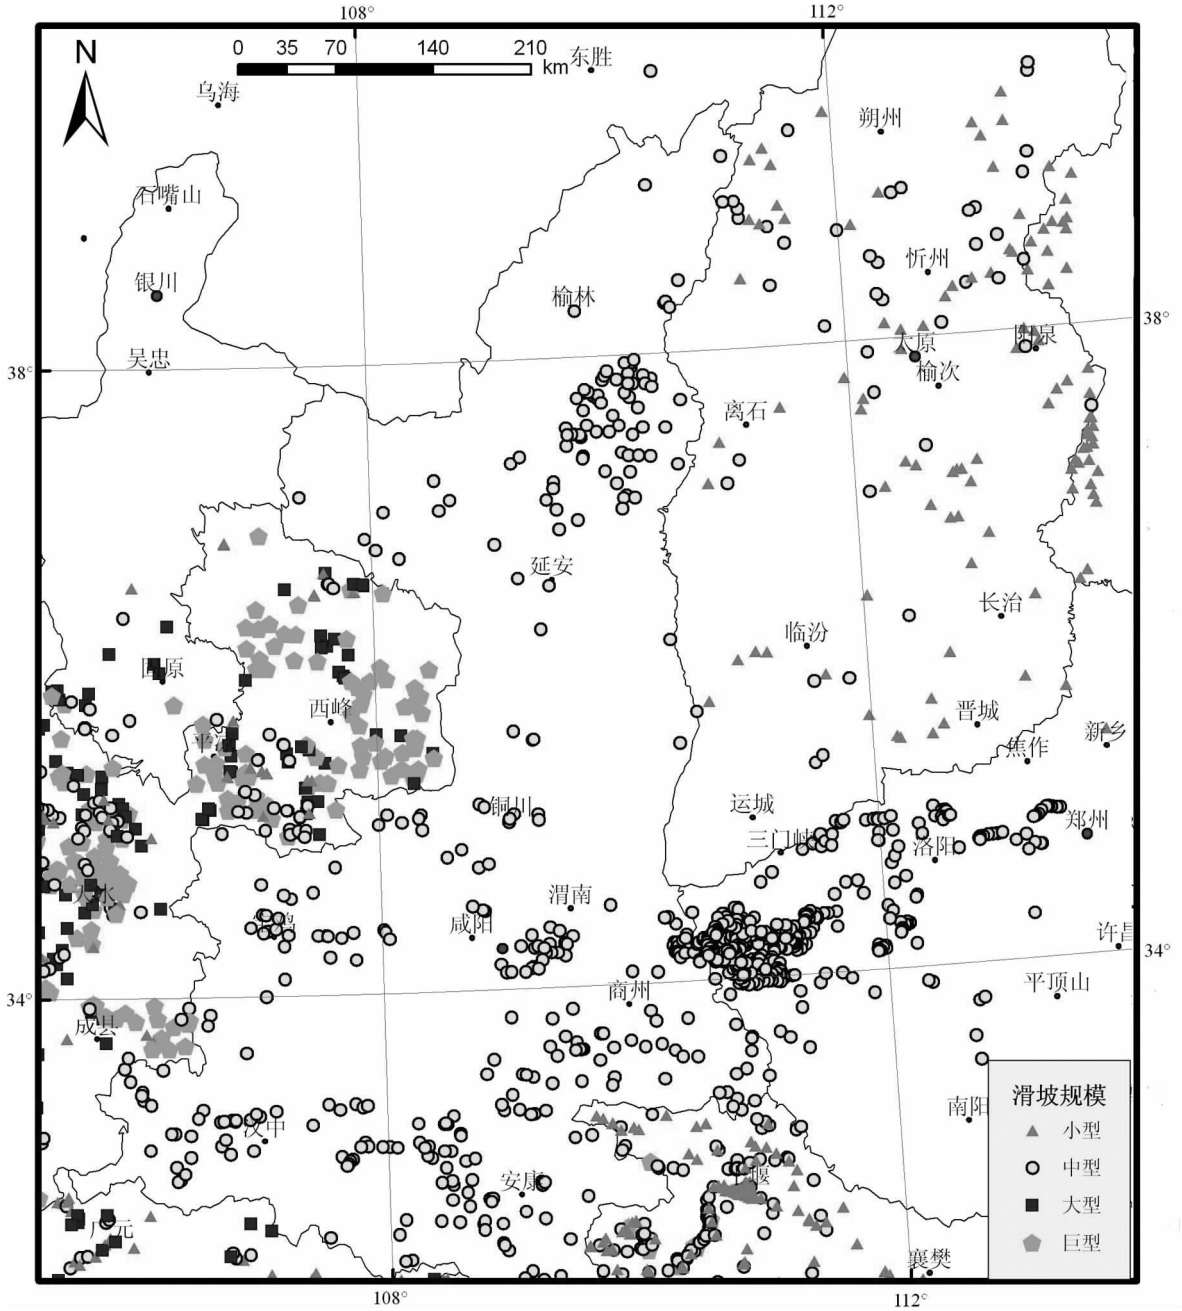 108°
112°
N
0 35 70 140 210
km
东胜
乌海
朔州
石嘴山
银川
忻州
榆林
38°
太原
阳泉
吴忠
38°
榆次
离石
延安
长治
临汾
固原
西峰
晋城
新乡
平凉
焦作
铜川
运城
郑州
三门峡
洛阳
天水
渭南
宝鸡
咸阳
许昌
34°
商州
平顶山
34°
成县
滑坡规模
南阳
小型
汉中
中型
安康
十堰
大型
广元
巨型
襄樊
108°
112°